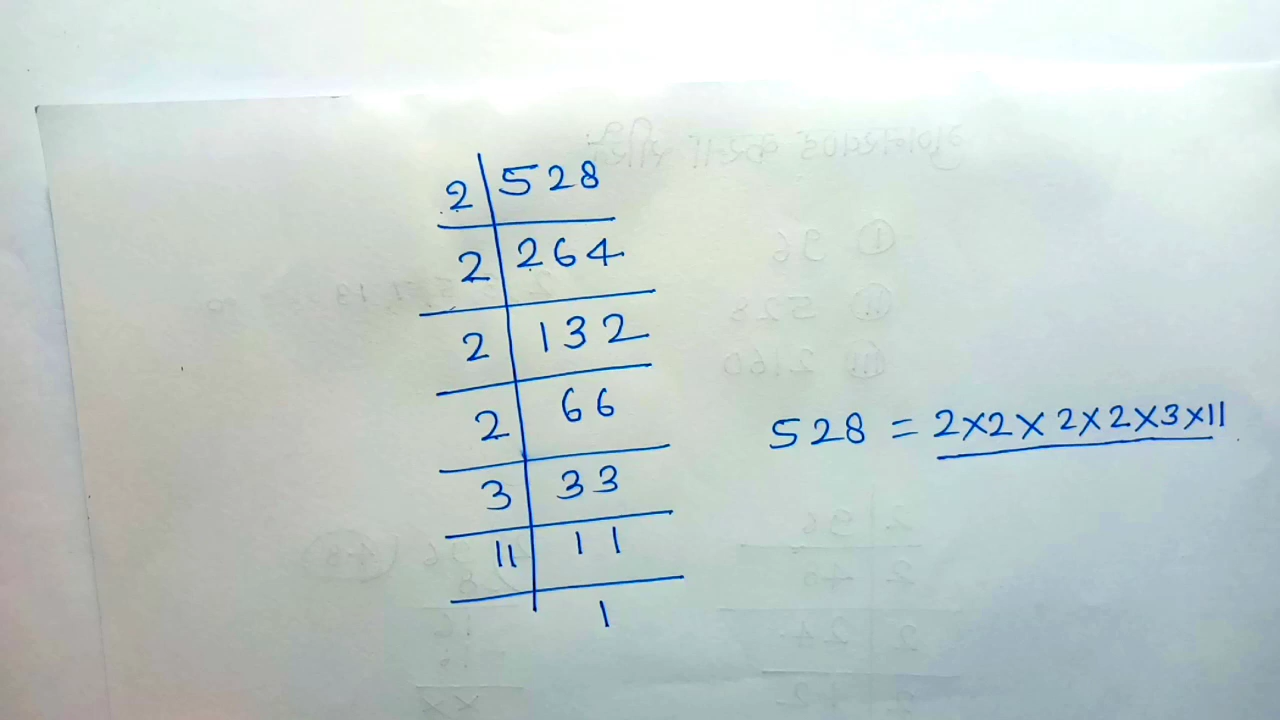 2 | 528
2 | 264
2 | 132
2 | 66
3 | 33
11 | 11
1
528 = 2×2×2×2×3×11